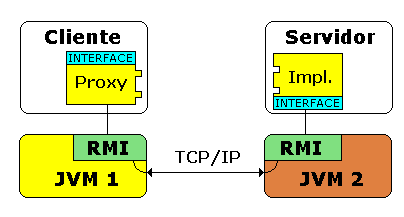 Cliente
INTERFACE
Proxy
Servidor
Impl.
INTERFACE
RMI
JVM 1
TCP/IP
RMI
JVM 2